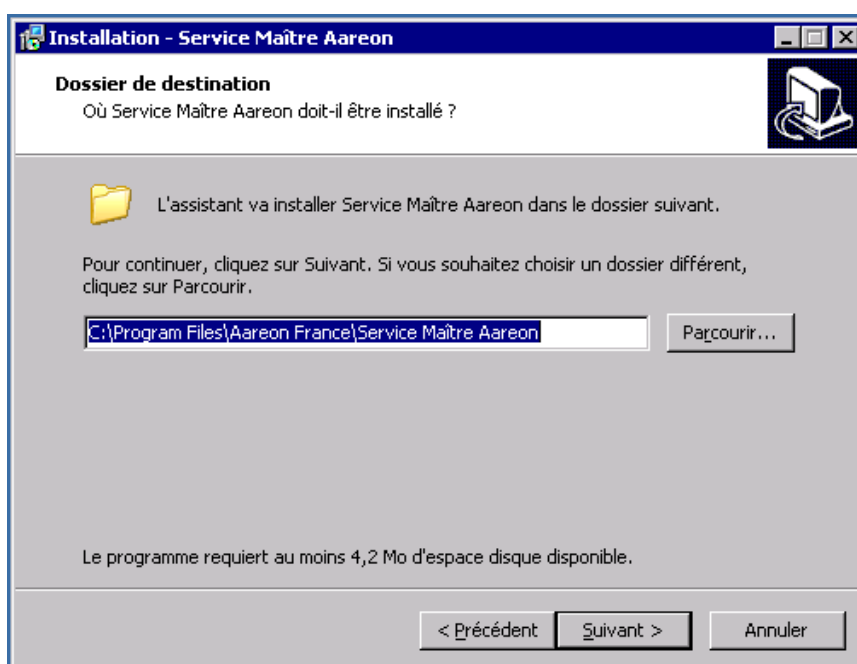 Installation - Service Maître Aareon
Dossier de destination
Où Service Maître Aareon doit-il être installé ?
L'assistant va installer Service Maître Aareon dans le dossier suivant.
Pour continuer, cliquez sur Suivant. Si vous souhaitez choisir un dossier différent,
cliquez sur Parcourir.
C:\Program Files\Aareon France\Service Maître Aareon
Parcourir...
Le programme requiert au moins 4,2 Mo d'espace disque disponible.
< Précédent
Suivant >
Annuler